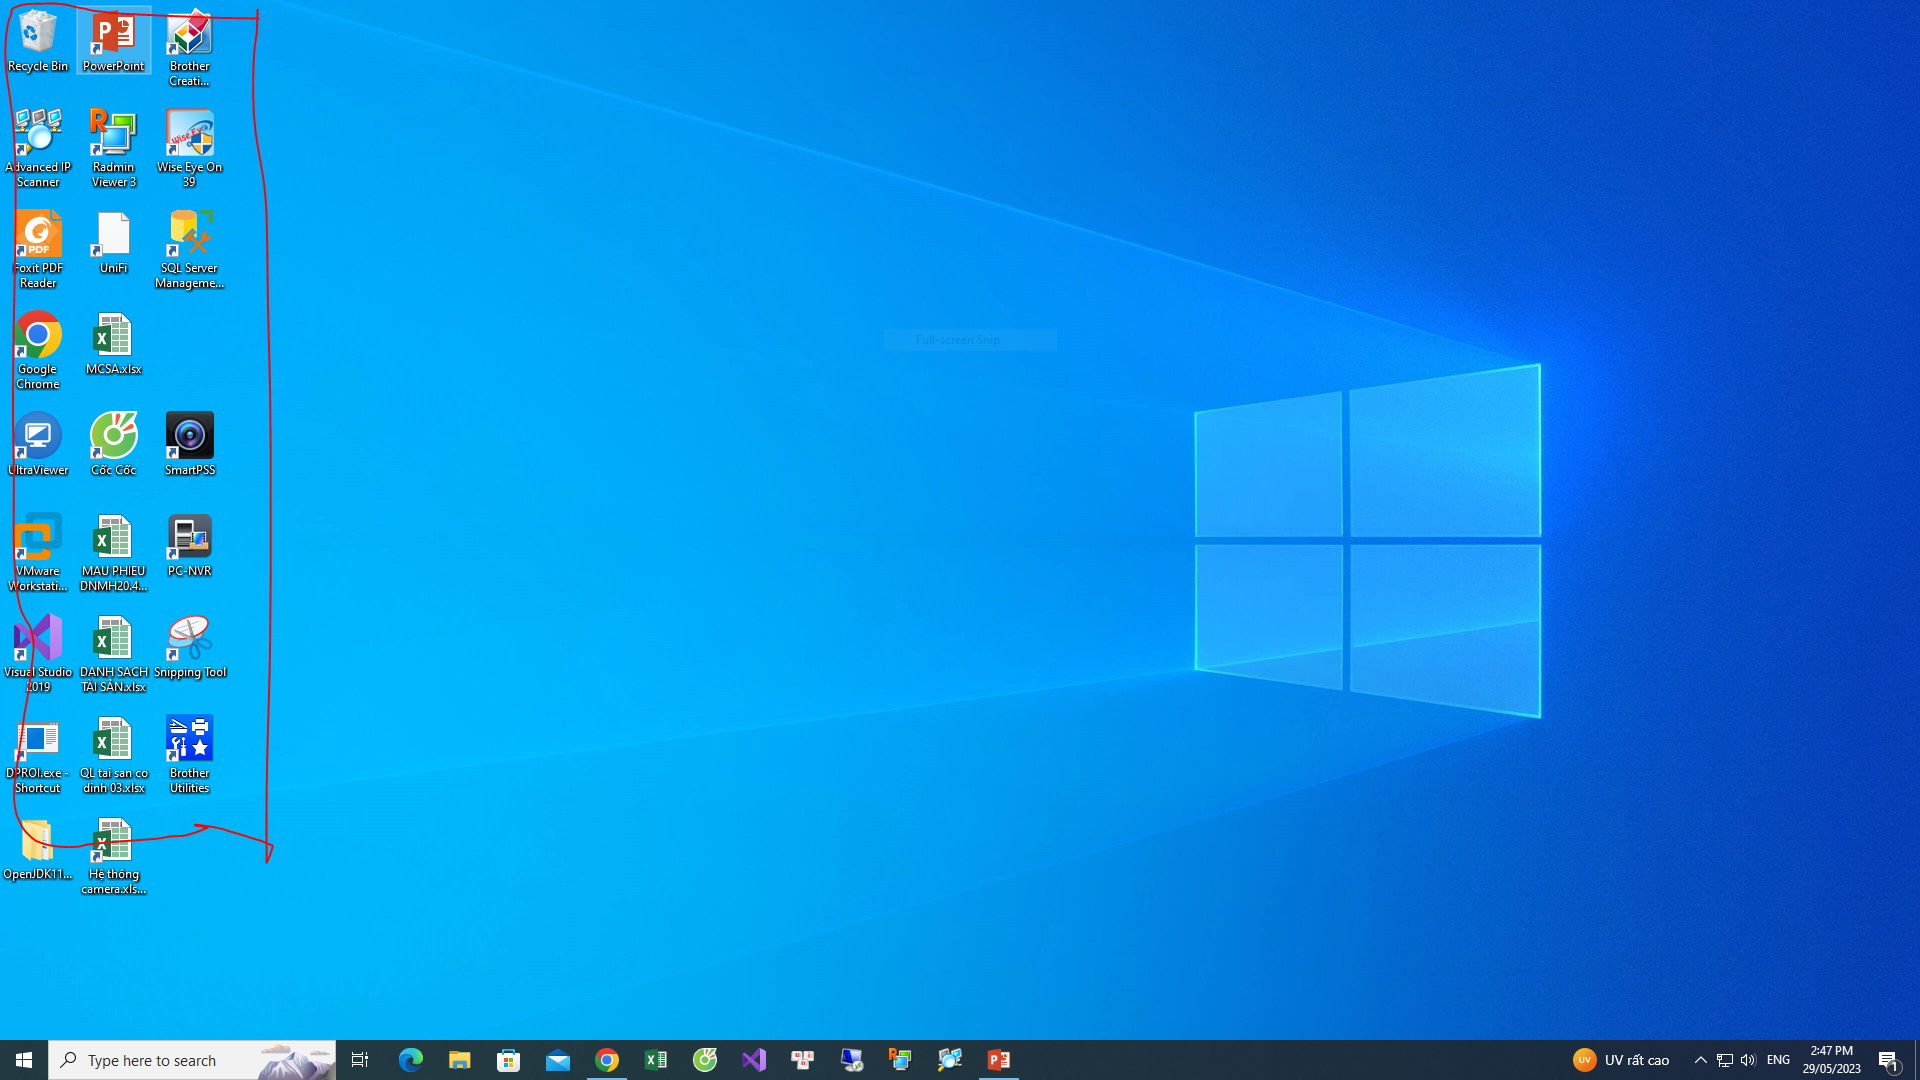 Recycle Bin
PowerPoint
Brother
Creati...
Advanced IP
Scanner
Radmin
Viewer 3
Wise Eye On
39
Foxit PDF
Reader
UniFi
SQL Server
Manageme...
Google
Chrome
MCSA.xlsx
UltraViewer
Cốc Cốc
SmartPSS
VMware
Workstati...
MAU PHIEU
DNMH20.4...
PC-NVR
Visual Studio
2019
DANH SACH
TÀI SẢN.xlsx
Snipping Tool
DPROI.exe -
Shortcut
QL tai san co
dinh 03.xlsx
Brother
Utilities
OpenJDK11...
Hệ thống
camera.xls...
Full-screen Snip
Type here to search
UV rất cao
ENG
2:47 PM
29/05/2023
1